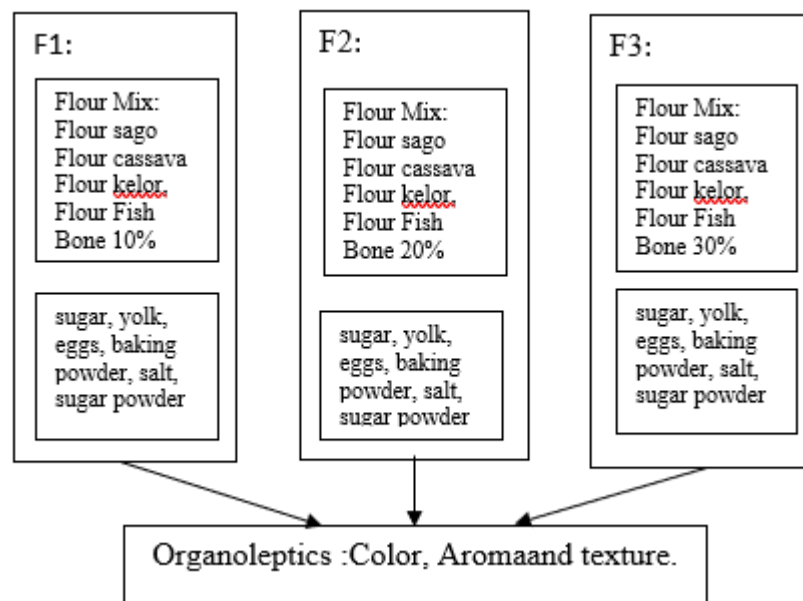 F1:
Flour Mix:
Flour sago
Flour cassava
Flour kelor,
Flour Fish
Bone 10%
sugar, yolk,
eggs, baking
powder, salt,
sugar powder
F2:
Flour Mix:
Flour sago
Flour cassava
Flour kelor,
Flour Fish
Bone 20%
sugar, yolk,
eggs, baking
powder, salt,
sugar powder
F3:
Flour Mix:
Flour sago
Flour cassava
Flour kelor,
Flour Fish
Bone 30%
sugar, yolk,
eggs, baking
powder, salt,
sugar powder
Organoleptics :Color, Aromaand texture.